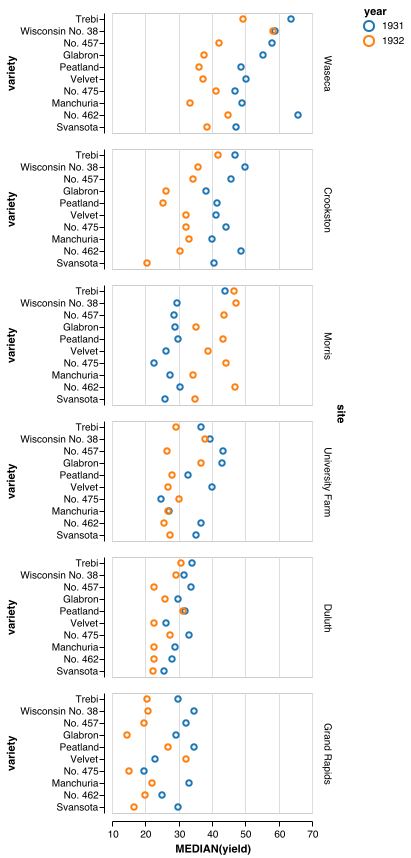 year
1931
1932
Trebi
Wisconsin No. 38
No. 457
Glabron
Peatland
Velvet
No. 475
Manchuria
No. 462
Svansota
variety
Waseca
Trebi
Wisconsin No. 38
No. 457
Glabron
Peatland
Velvet
No. 475
Manchuria
No. 462
Svansota
variety
Crookston
Trebi
Wisconsin No. 38
No. 457
Glabron
Peatland
Velvet
No. 475
Manchuria
No. 462
Svansota
variety
Morris
site
Trebi
Wisconsin No. 38
No. 457
Glabron
Peatland
Velvet
No. 475
Manchuria
No. 462
Svansota
variety
University Farm
Trebi
Wisconsin No. 38
No. 457
Glabron
Peatland
Velvet
No. 475
Manchuria
No. 462
Svansota
variety
Duluth
Trebi
Wisconsin No. 38
No. 457
Glabron
Peatland
Velvet
No. 475
Manchuria
No. 462
Svansota
variety
Grand Rapids
10 20 30 40 50 60 70
MEDIAN(yield)